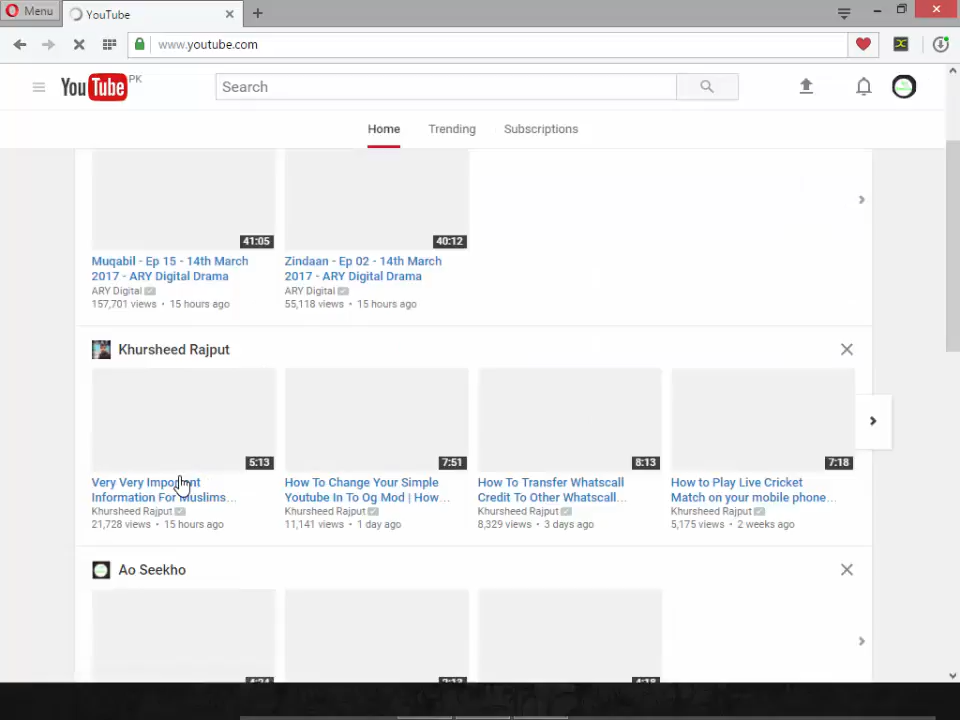 Menu
YouTube
www.youtube.com
YouTube PK
Search
Home Trending Subscriptions
41:05 40:12
Muqabil - Ep 15 - 14th March Zindaan - Ep 02 - 14th March
2017 - ARY Digital Drama 2017 - ARY Digital Drama
ARY Digital ARY Digital
157,701 views • 15 hours ago 55,118 views • 15 hours ago
Khursheed Rajput
5:13 7:51 8:13 7:18
Very Very Important How To Change Your Simple How To Transfer Whatscall How to Play Live Cricket
Information For Muslims... Youtube In To Og Mod | How... Credit To Other Whatscall... Match on your mobile phone...
Khursheed Rajput Khursheed Rajput Khursheed Rajput Khursheed Rajput
21,728 views • 15 hours ago 11,141 views • 1 day ago 8,329 views • 3 days ago 5,175 views • 2 weeks ago
Ao Seekho